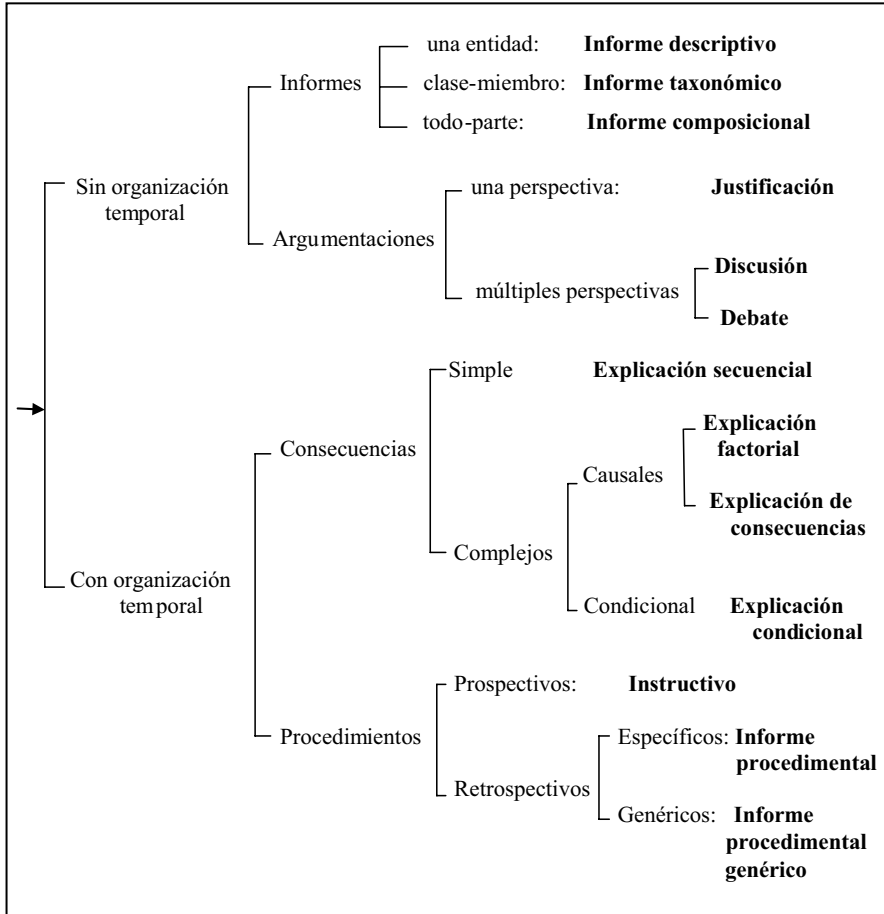 una entidad: Informe descriptivo
Informes clase-miembro: Informe taxonómico
todo-parte: Informe composicional
Sin organización
temporal
una perspectiva: Justificación
Argumentaciones
Discusión
múltiples perspectivas
Debate
Simple Explicación secuencial
Explicación
factorial
Consecuencias
Causales
Explicación de
consecuencias
Complejos
Con organización
temporal
Condicional Explicación
condicional
Prospectivos: Instructivo
Procedimientos
Específicos: Informe
procedimental
Retrospectivos
Genéricos: Informe
procedimental
genérico